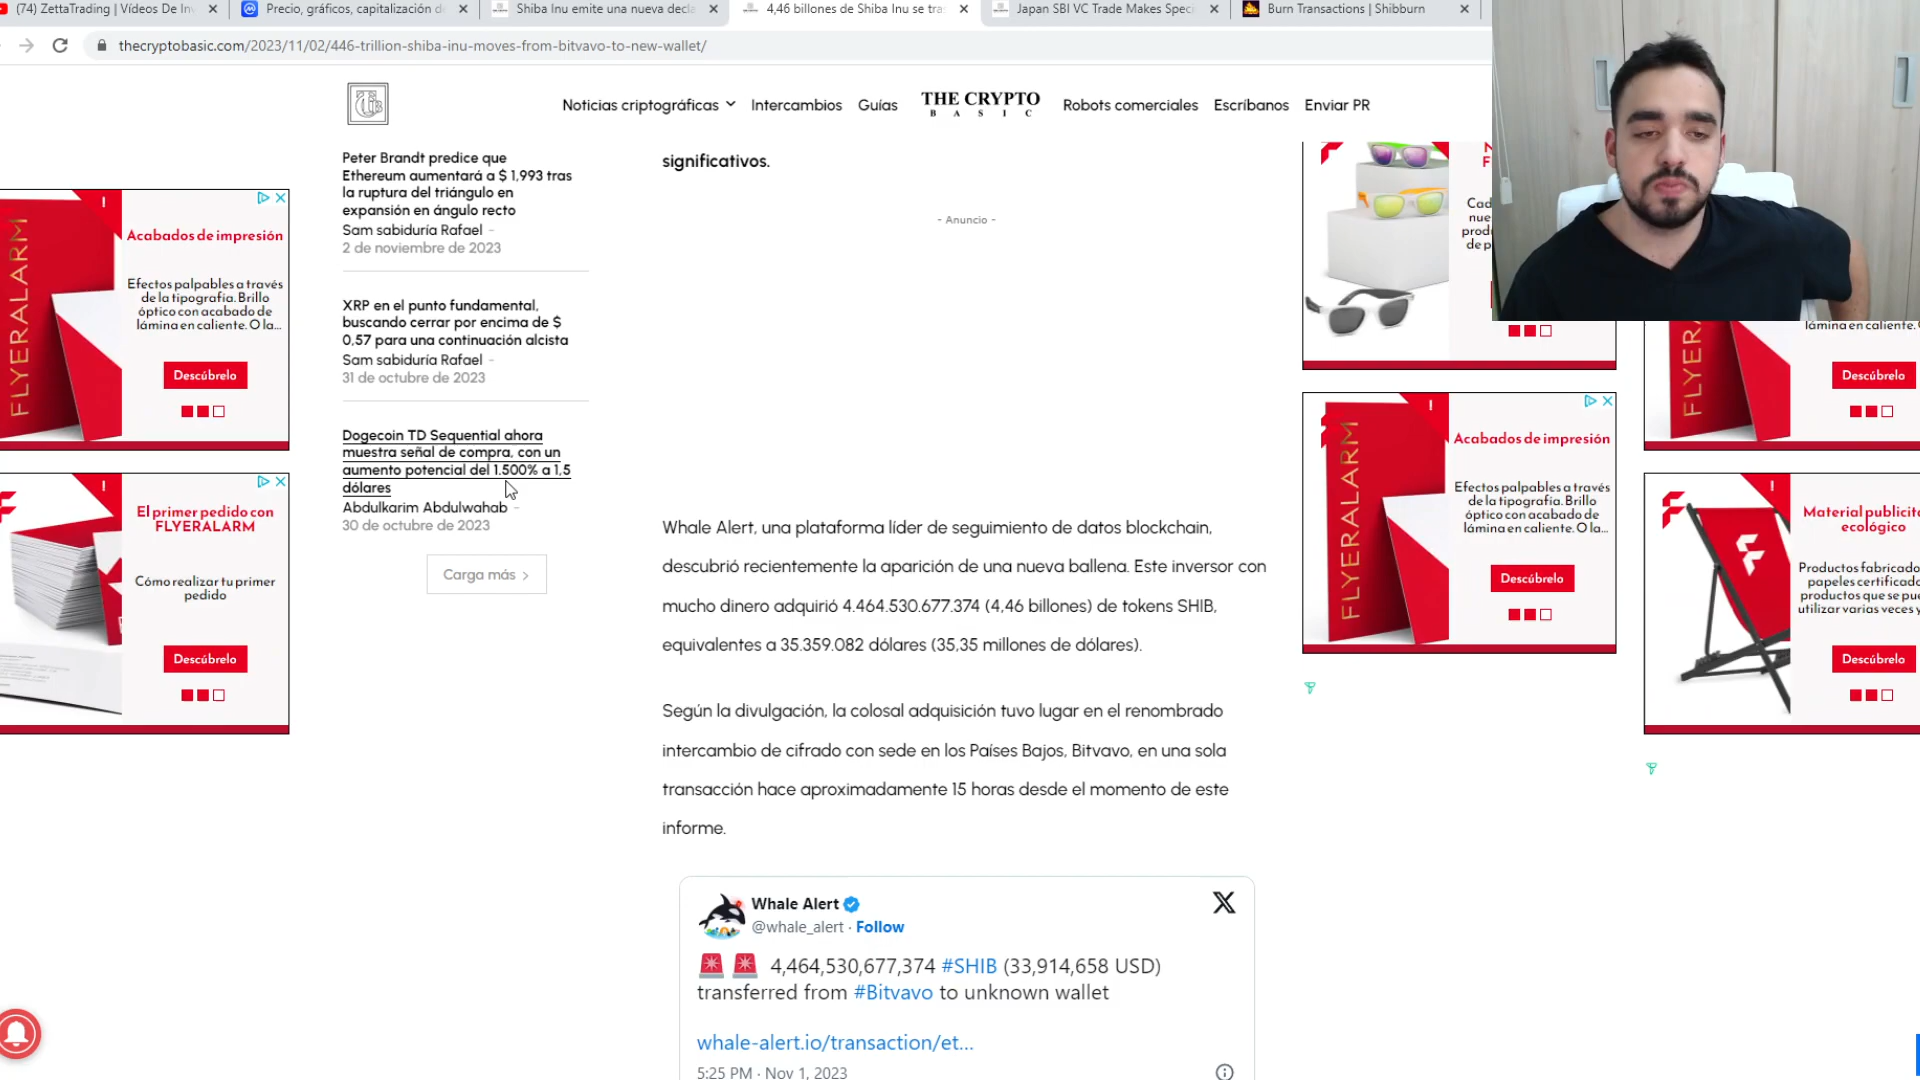 (74) ZettaTrading | Vídeos De In
Precio, gráficos, capitalización d
Shiba Inu emite una nueva decla
4,46 billones de Shiba Inu se tra
Japan SBI VC Trade Makes Speci
Burn Transactions | Shibburn
thecryptobasic.com/2023/11/02/446-trillion-shiba-inu-moves-from-bitvavo-to-new-wallet/
Noticias criptográficas
Intercambios
Guías
THE CRYPTO
BASIC
Robots comerciales
Escríbanos
Enviar PR
Peter Brandt predice que
Ethereum aumentará a $ 1,993 tras
la ruptura del triángulo en
expansión en ángulo recto
Sam sabiduría Rafael -
2 de noviembre de 2023
XRP en el punto fundamental,
buscando cerrar por encima de $
0,57 para una continuación alcista
Sam sabiduría Rafael -
31 de octubre de 2023
Dogecoin TD Sequential ahora
muestra señal de compra, con un
aumento potencial del 1.500% a 1,5
dólares
Abdulkarim Abdulwahab -
30 de octubre de 2023
Carga más
significativos.
- Anuncio -
Whale Alert, una plataforma líder de seguimiento de datos blockchain,
descubrió recientemente la aparición de una nueva ballena. Este inversor con
mucho dinero adquirió 4.464.530.677.374 (4,46 billones) de tokens SHIB,
equivalentes a 35.359.082 dólares (35,35 millones de dólares).
Según la divulgación, la colosal adquisición tuvo lugar en el renombrado
intercambio de cifrado con sede en los Países Bajos, Bitvavo, en una sola
transacción hace aproximadamente 15 horas desde el momento de este
informe.
Whale Alert
@whale_alert · Follow
4,464,530,677,374 #SHIB (33,914,658 USD)
transferred from #Bitvavo to unknown wallet
whale-alert.io/transaction/et...
5:25 PM · Nov 1, 2023
FLYERALARM
Acabados de impresión
Efectos palpables a través
de la tipografía. Brillo
óptico con acabado de
lámina en caliente. O la...
Descúbrelo
El primer pedido con
FLYERALARM
Cómo realizar tu primer
pedido
Descúbrelo
Cad
nue
prod
de p
FLYERALARM
Acabados de impresión
Efectos palpables a través
de la tipografía. Brillo
óptico con acabado de
lámina en caliente. O la...
Descúbrelo
FLYER
lámina en caliente. O
Descúbrelo
Material publicit
ecológico
Productos fabricado
papeles certificado
productos que se pue
utilizar varias veces y
Descúbrelo